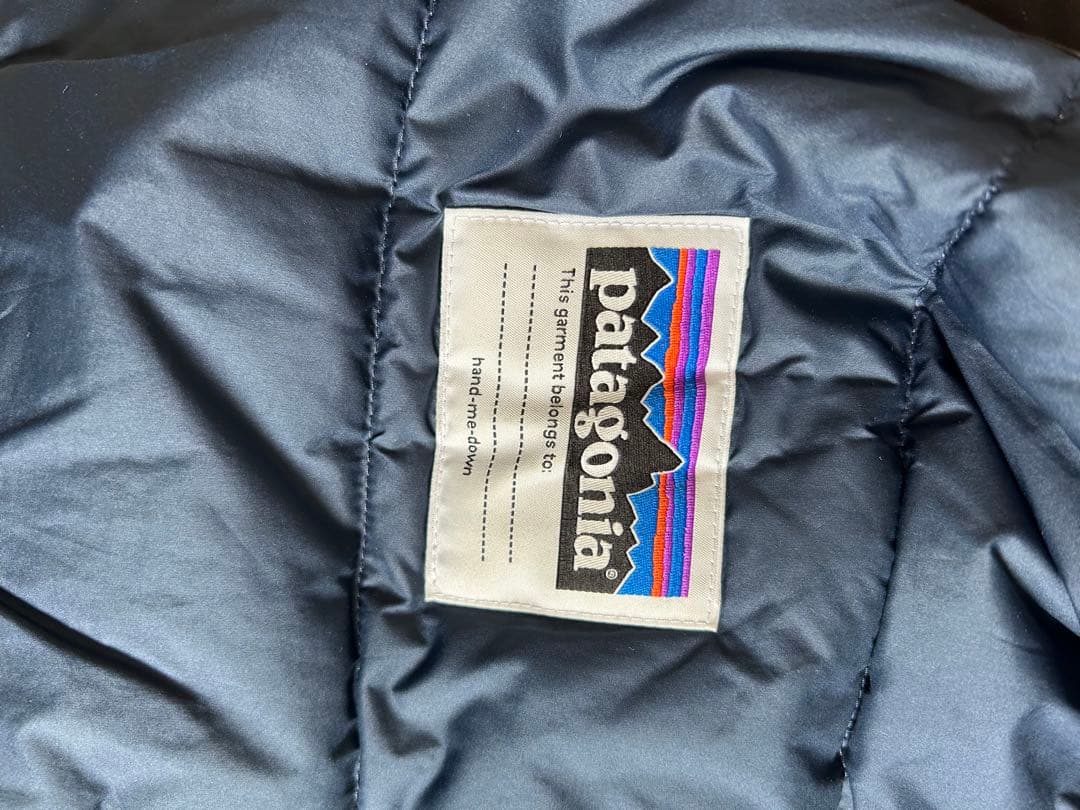 patagonia®
This garment belongs to:
hand-me-down